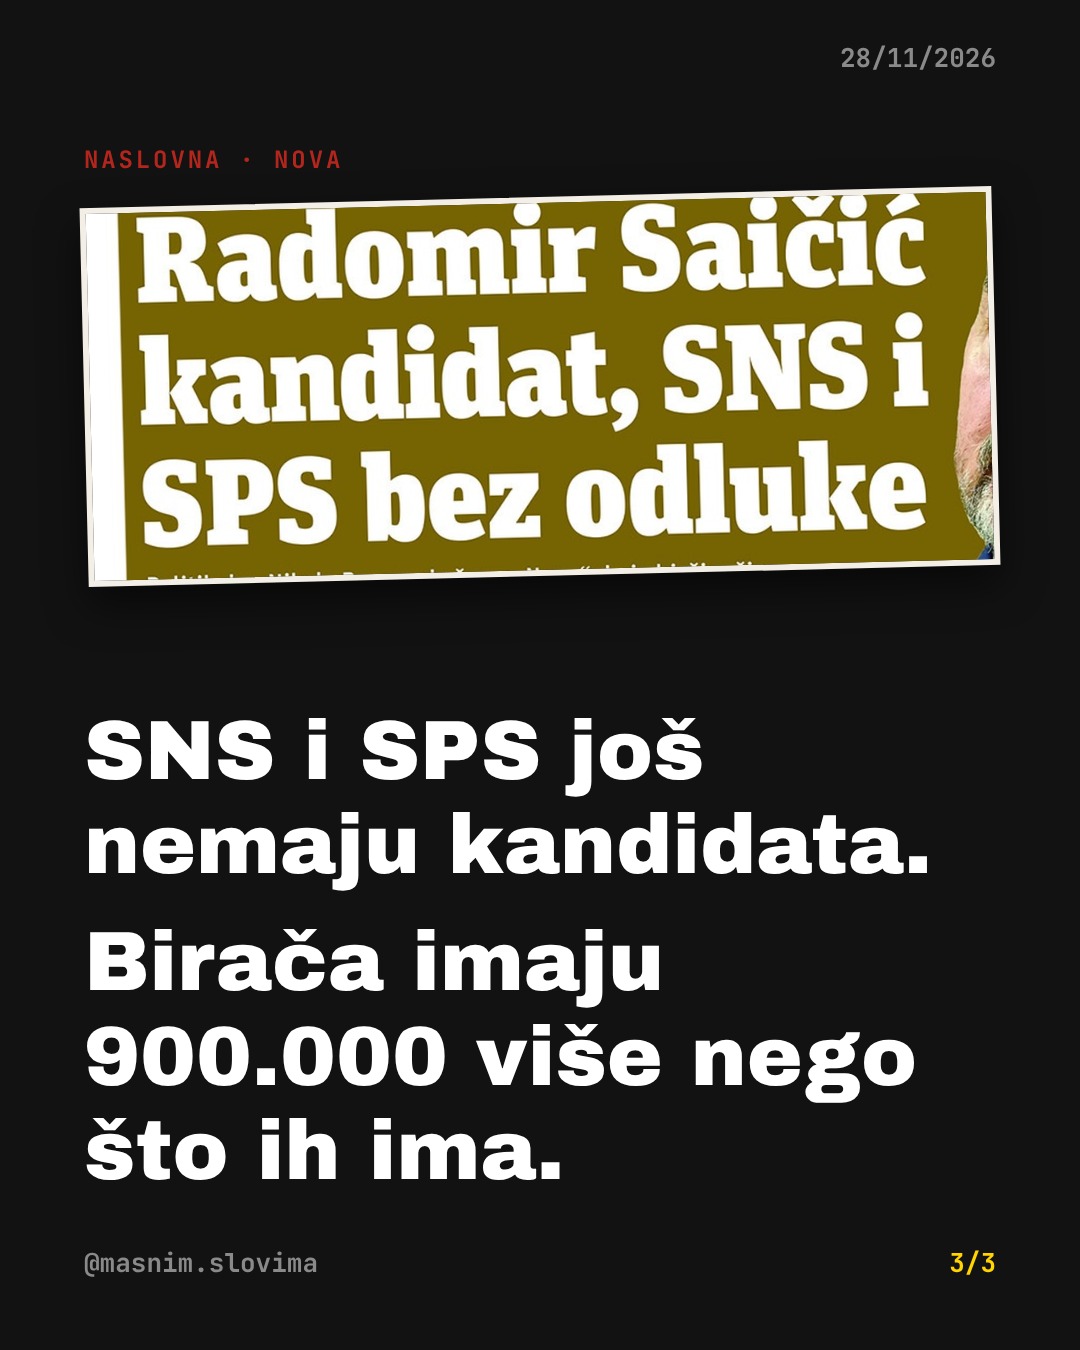 28/11/2026
NASLOVNA · NOVA
Radomir Saičić
kandidat, SNS i
SPS bez odluke
SNS i SPS još
nemaju kandidata.
Birača imaju
900.000 više nego
što ih ima.
@masnim.slovima
3/3